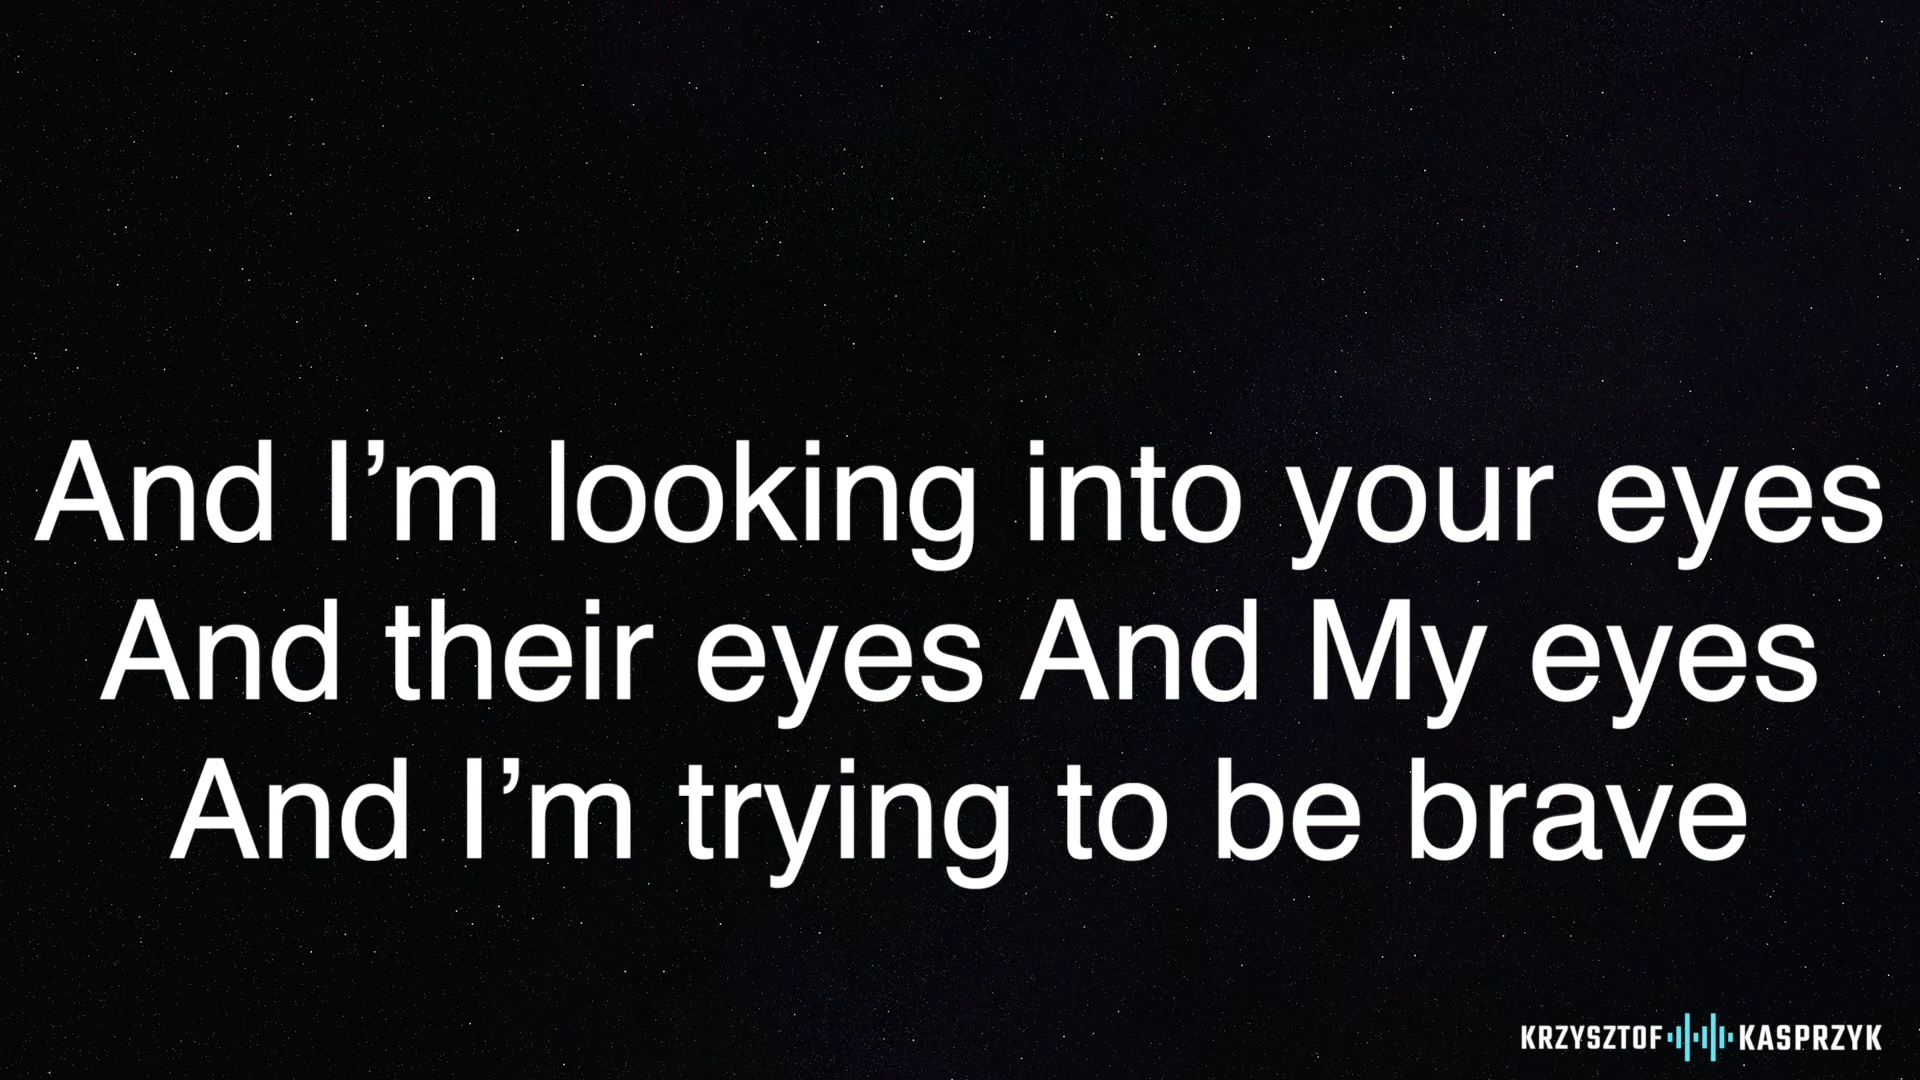 And I’m looking into your eyes
And their eyes And My eyes
And I’m trying to be brave
KRZYSZTOF KASPRZYK